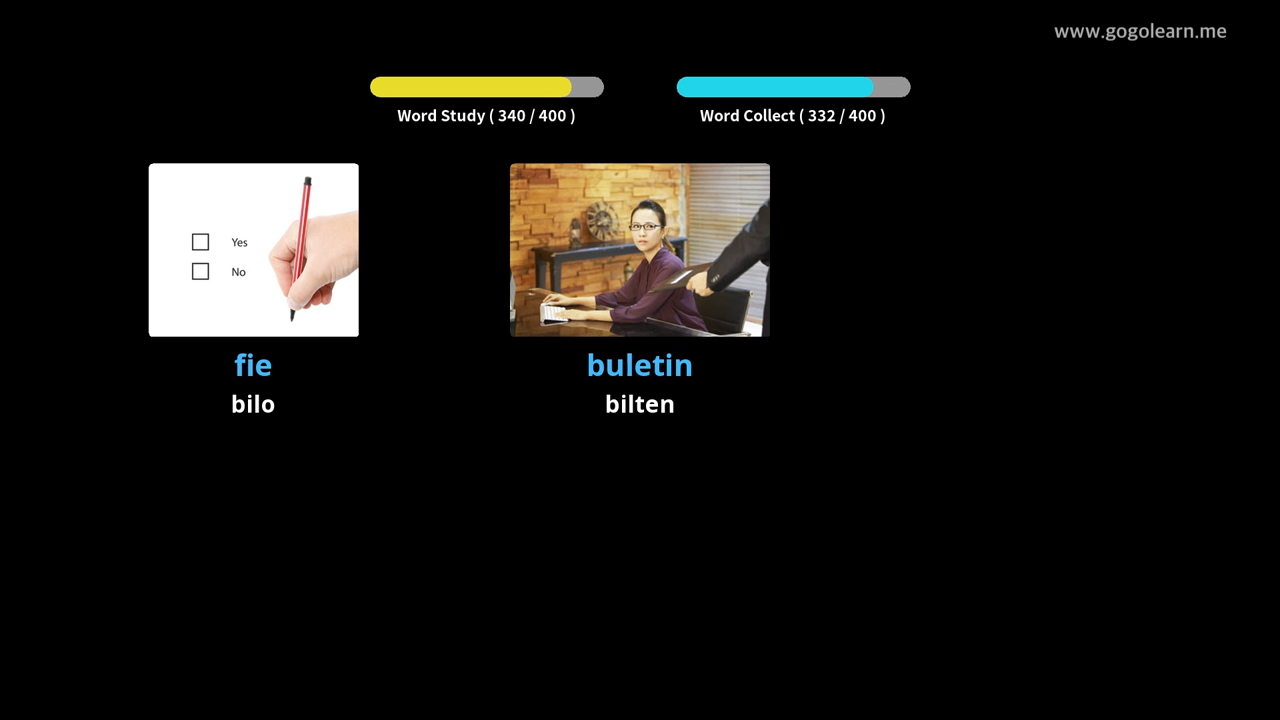 www.gogolearn.me
Word Study ( 340 / 400 )
Word Collect ( 332 / 400 )
Yes
No
fie
bilo
buletin
bilten